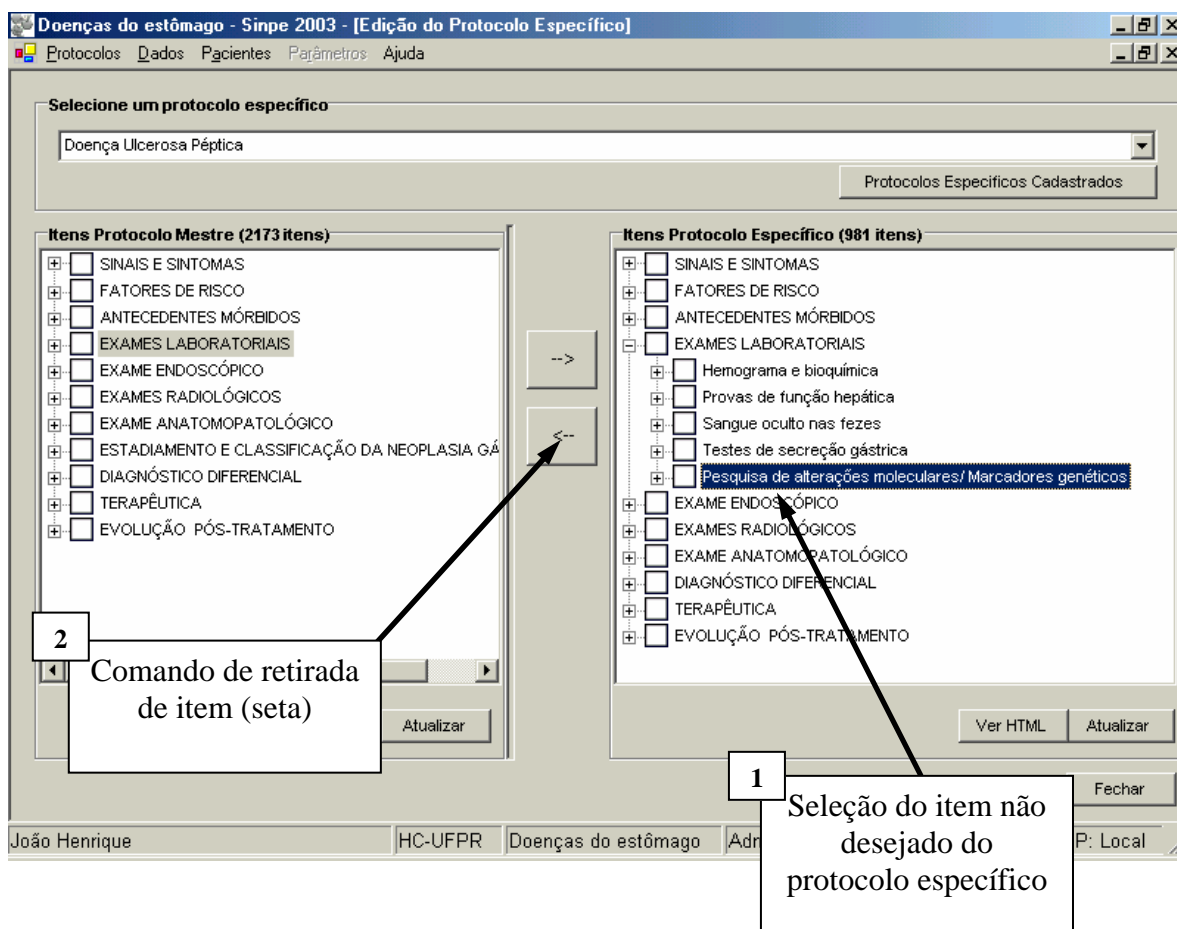 Doenças do estômago - Sinpe 2003 - [Edição do Protocolo Específico]
Protocolos Dados Pacientes Parâmetros Ajuda
Selecione um protocolo específico
Doença Ulcerosa Péptica
Protocolos Especificos Cadastrados
Itens Protocolo Mestre (2173 itens)
SINAIS E SINTOMAS
FATORES DE RISCO
ANTECEDENTES MÓRBIDOS
EXAMES LABORATORIAIS
EXAME ENDOSCÓPICO
EXAMES RADIOLÓGICOS
EXAME ANATOMOPATOLÓGICO
ESTADIAMENTO E CLASSIFICAÇÃO DA NEOPLASIA GÁ
DIAGNÓSTICO DIFERENCIAL
TERAPÊUTICA
EVOLUÇÃO PÓS-TRATAMENTO
Atualizar
-->
<--
Itens Protocolo Específico (981 itens)
SINAIS E SINTOMAS
FATORES DE RISCO
ANTECEDENTES MÓRBIDOS
EXAMES LABORATORIAIS
Hemograma e bioquímica
Provas de função hepática
Sangue oculto nas fezes
Testes de secreção gástrica
Pesquisa de alterações moleculares/ Marcadores genéticos
EXAME ENDOSCÓPICO
EXAMES RADIOLÓGICOS
EXAME ANATOMOPATOLÓGICO
DIAGNÓSTICO DIFERENCIAL
TERAPÊUTICA
EVOLUÇÃO PÓS-TRATAMENTO
Ver HTML Atualizar
Fechar
2
Comando de retirada
de item (seta)
1
Seleção do item não
desejado do
protocolo específico
João Henrique HC-UFPR Doenças do estômago Adm P: Local